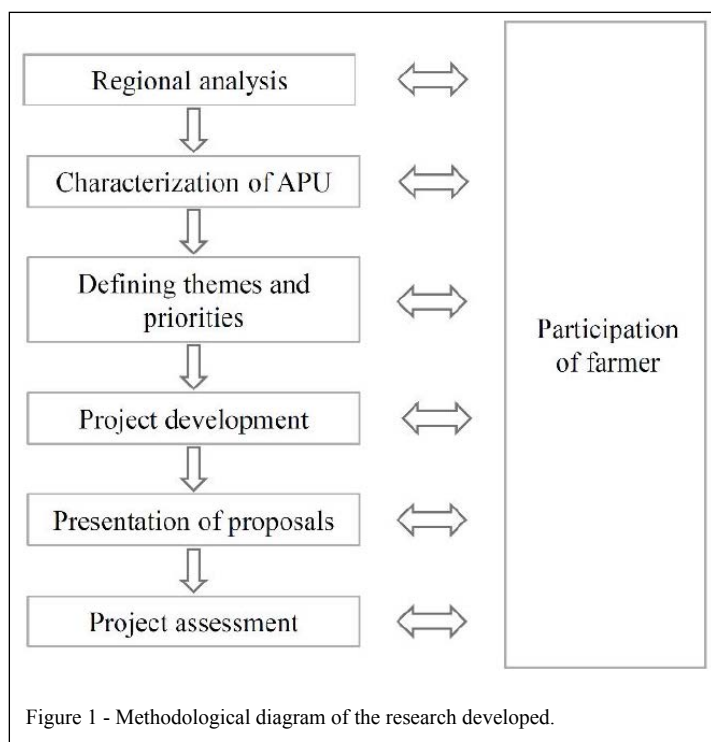 Regional analysis
Characterization of APU
Defining themes and
priorities
Project development
Presentation of proposals
Project assessment
Participation
of farmer
Figure 1 - Methodological diagram of the research developed.